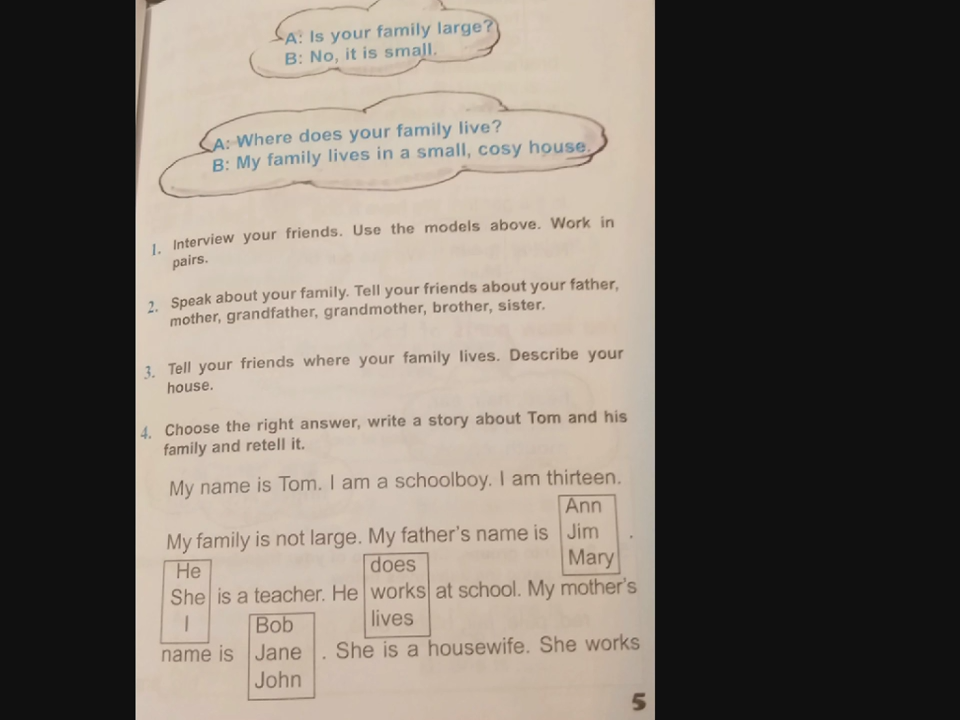 A: Is your family large?
B: No, it is small.
A: Where does your family live?
B: My family lives in a small, cosy house.
1. Interview your friends. Use the models above. Work in
pairs.
2. Speak about your family. Tell your friends about your father,
mother, grandfather, grandmother, brother, sister.
3. Tell your friends where your family lives. Describe your
house.
4. Choose the right answer, write a story about Tom and his
family and retell it.
My name is Tom. I am a schoolboy. I am thirteen.
Ann
My family is not large. My father's name is Jim .
Mary
He does
She is a teacher. He works at school. My mother's
I lives
Bob
name is Jane . She is a housewife. She works
John
5